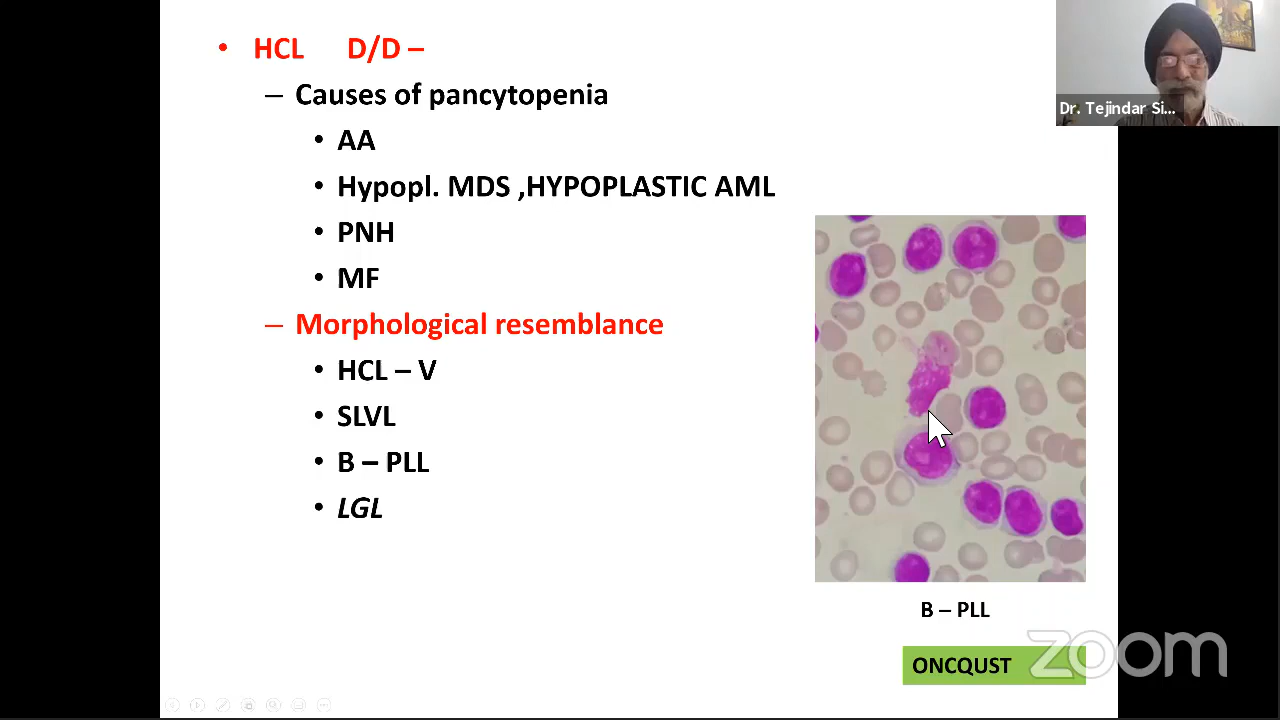 • HCL D/D –
– Causes of pancytopenia
• AA
• Hypopl. MDS ,HYPOPLASTIC AML
• PNH
• MF
– Morphological resemblance
• HCL – V
• SLVL
• B – PLL
• LGL
Dr. Tejindar Si...
B – PLL
ONCQUST
zoom